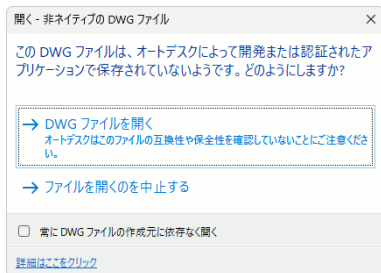 開く - 非ネイティブの DWG ファイル
この DWG ファイルは、オートデスクによって開発または認証されたア
プリケーションで保存されていないようです。どのようにしますか?
DWG ファイルを開く
オートデスクはこのファイルの互換性や保全性を確認していないことにご注意くださ
い。
ファイルを開くのを中止する
常に DWG ファイルの作成元に依存なく開く
詳細はここをクリック